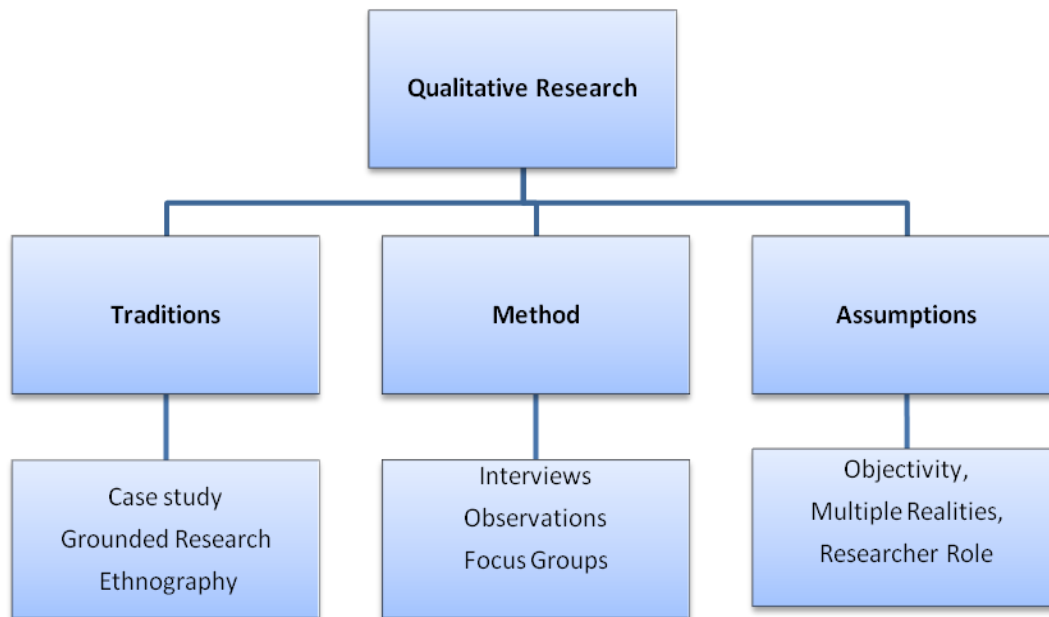 Qualitative Research
Traditions
Method
Assumptions
Case study
Grounded Research
Ethnography
Interviews
Observations
Focus Groups
Objectivity,
Multiple Realities,
Researcher Role